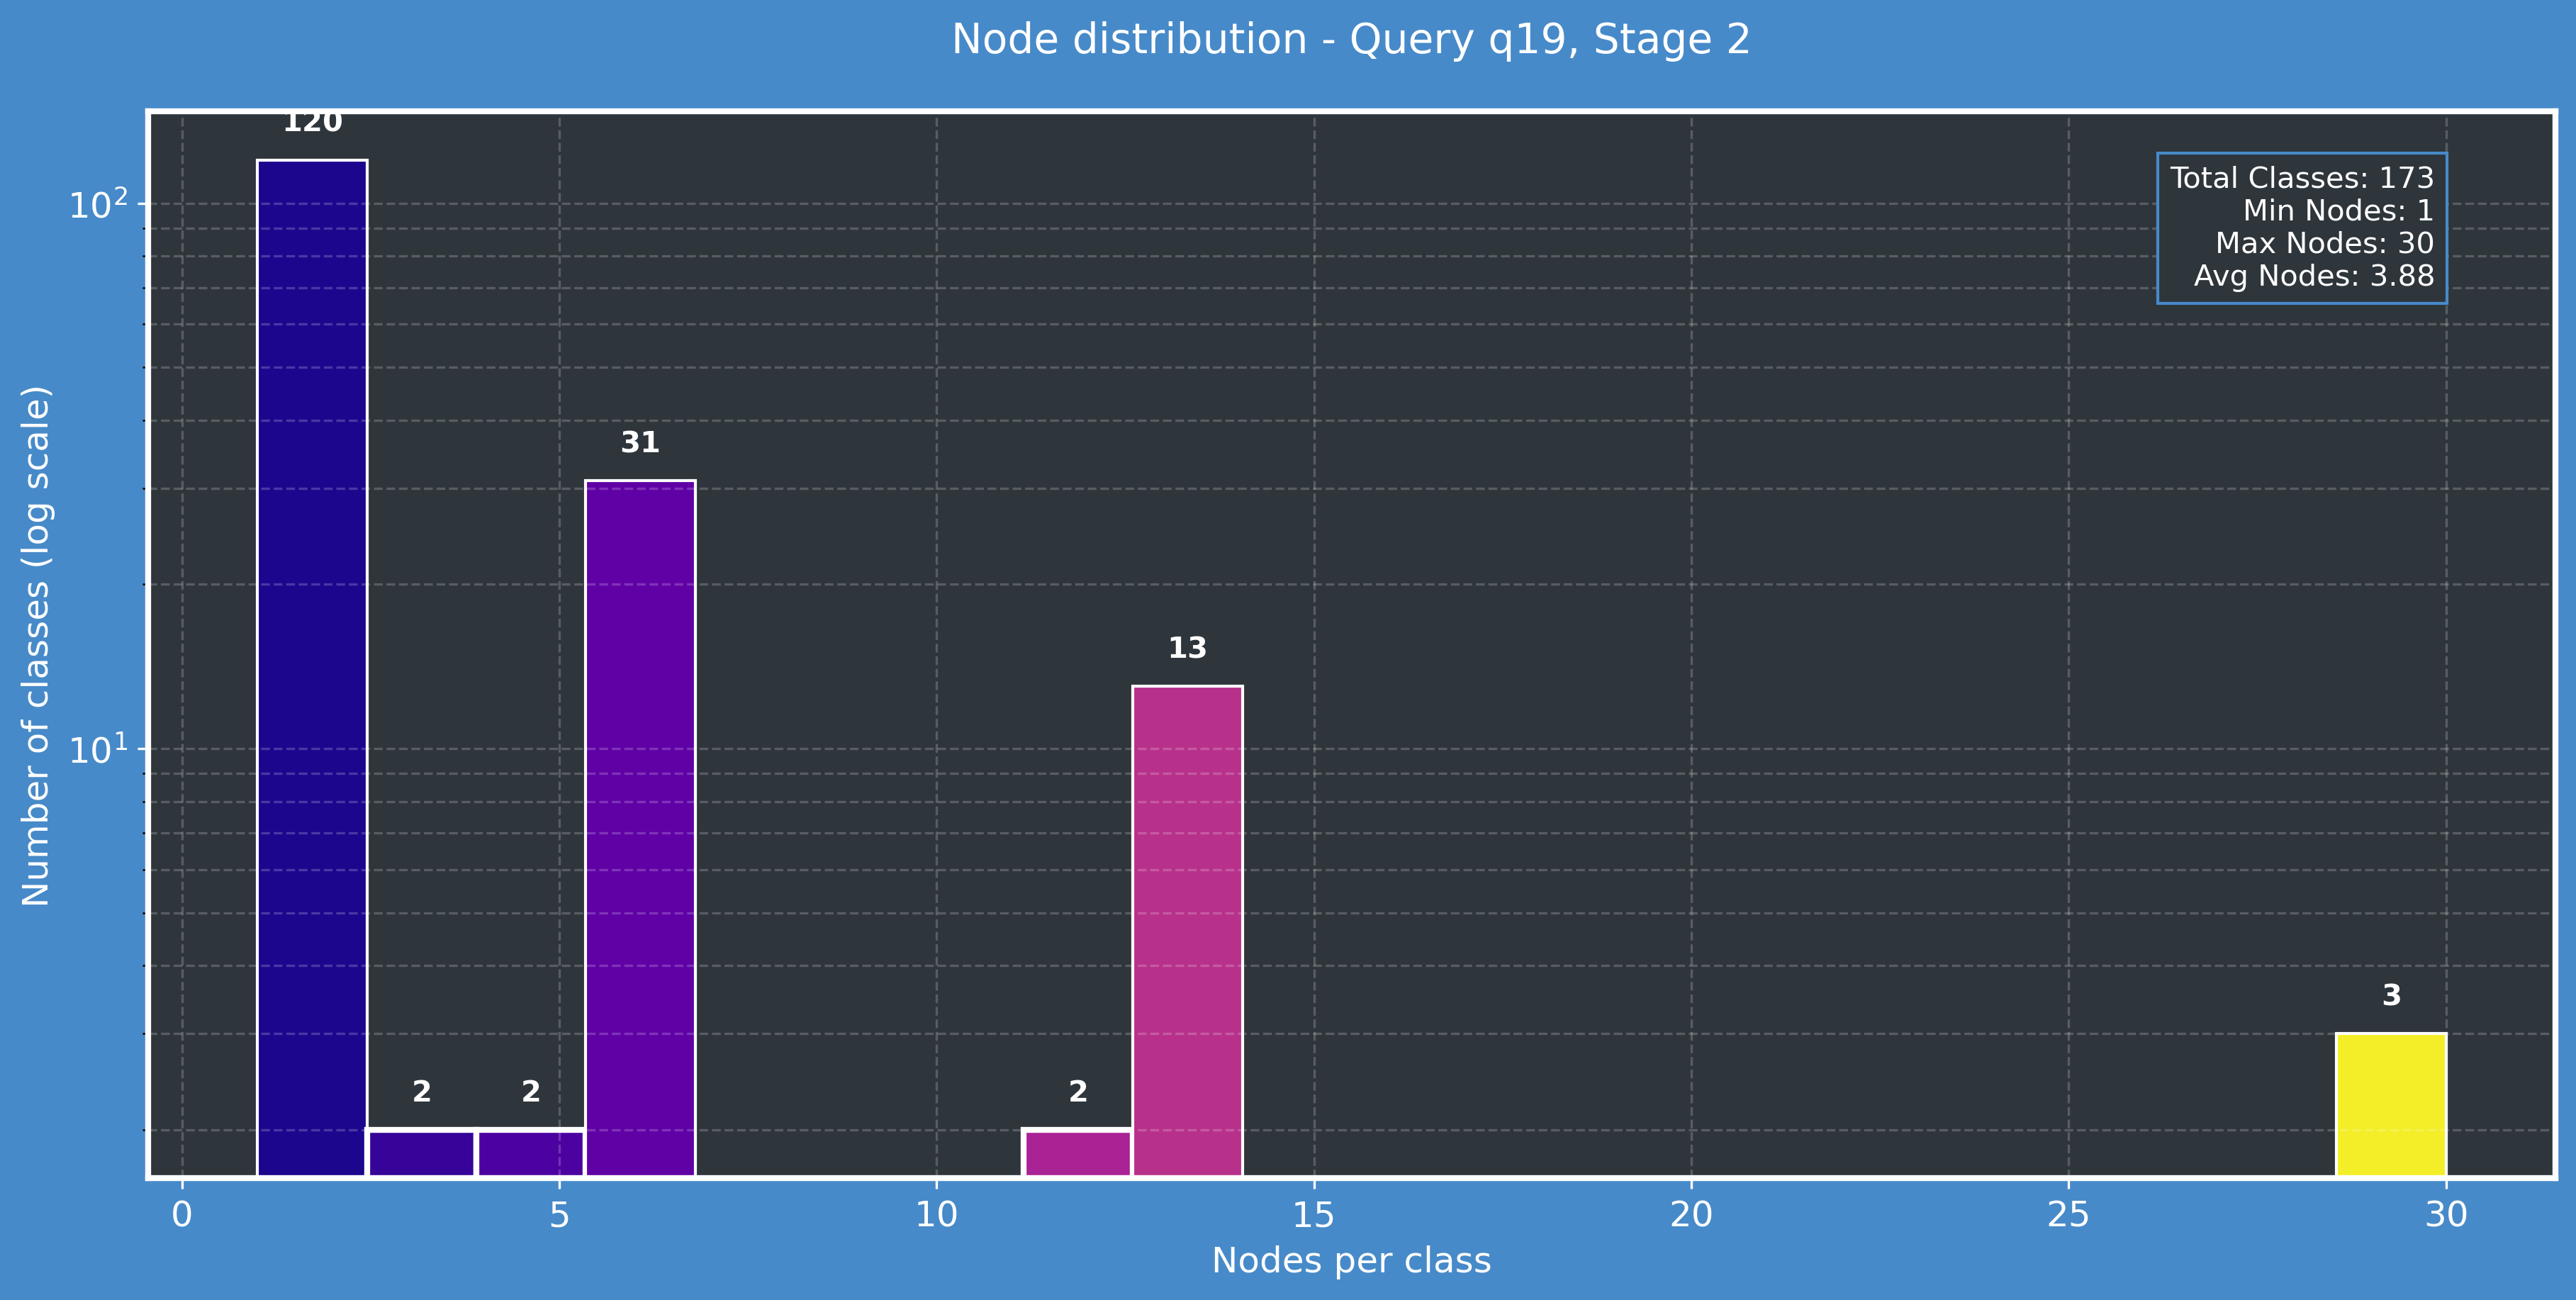 Node distribution - Query q19, Stage 2
120
Total Classes: 173
Min Nodes: 1
Max Nodes: 30
Avg Nodes: 3.88
10²
31
13
10¹
3
2
2
2
Number of classes (log scale)
0 5 10 15 20 25 30
Nodes per class